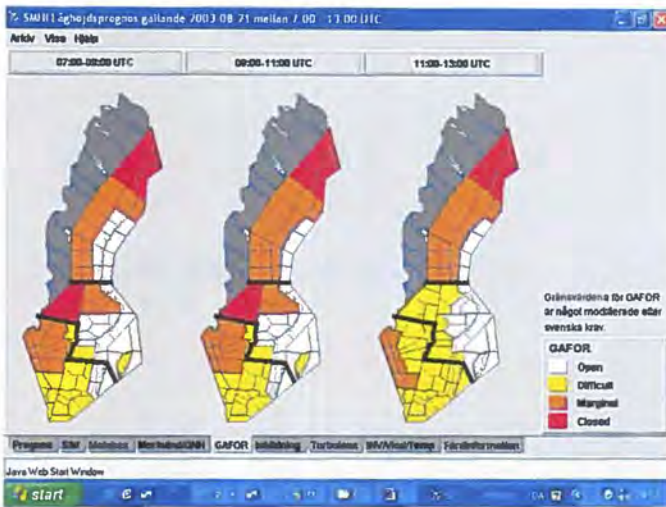 SMHI Låghöjdsprognos gällande 2003-08-21 mellan 7.00 - 13.00 UTC
Arkiv Visa Hjälp
07:00-09:00 UTC 09:00-11:00 UTC 11:00-13:00 UTC
Gränsvärdena för GAFOR
är något modifierade efter
svenska krav.
GAFOR
Open
Difficult
Marginal
Closed
Prognos GAFOR Isbildning Turbulens
Java Web Start Window
start